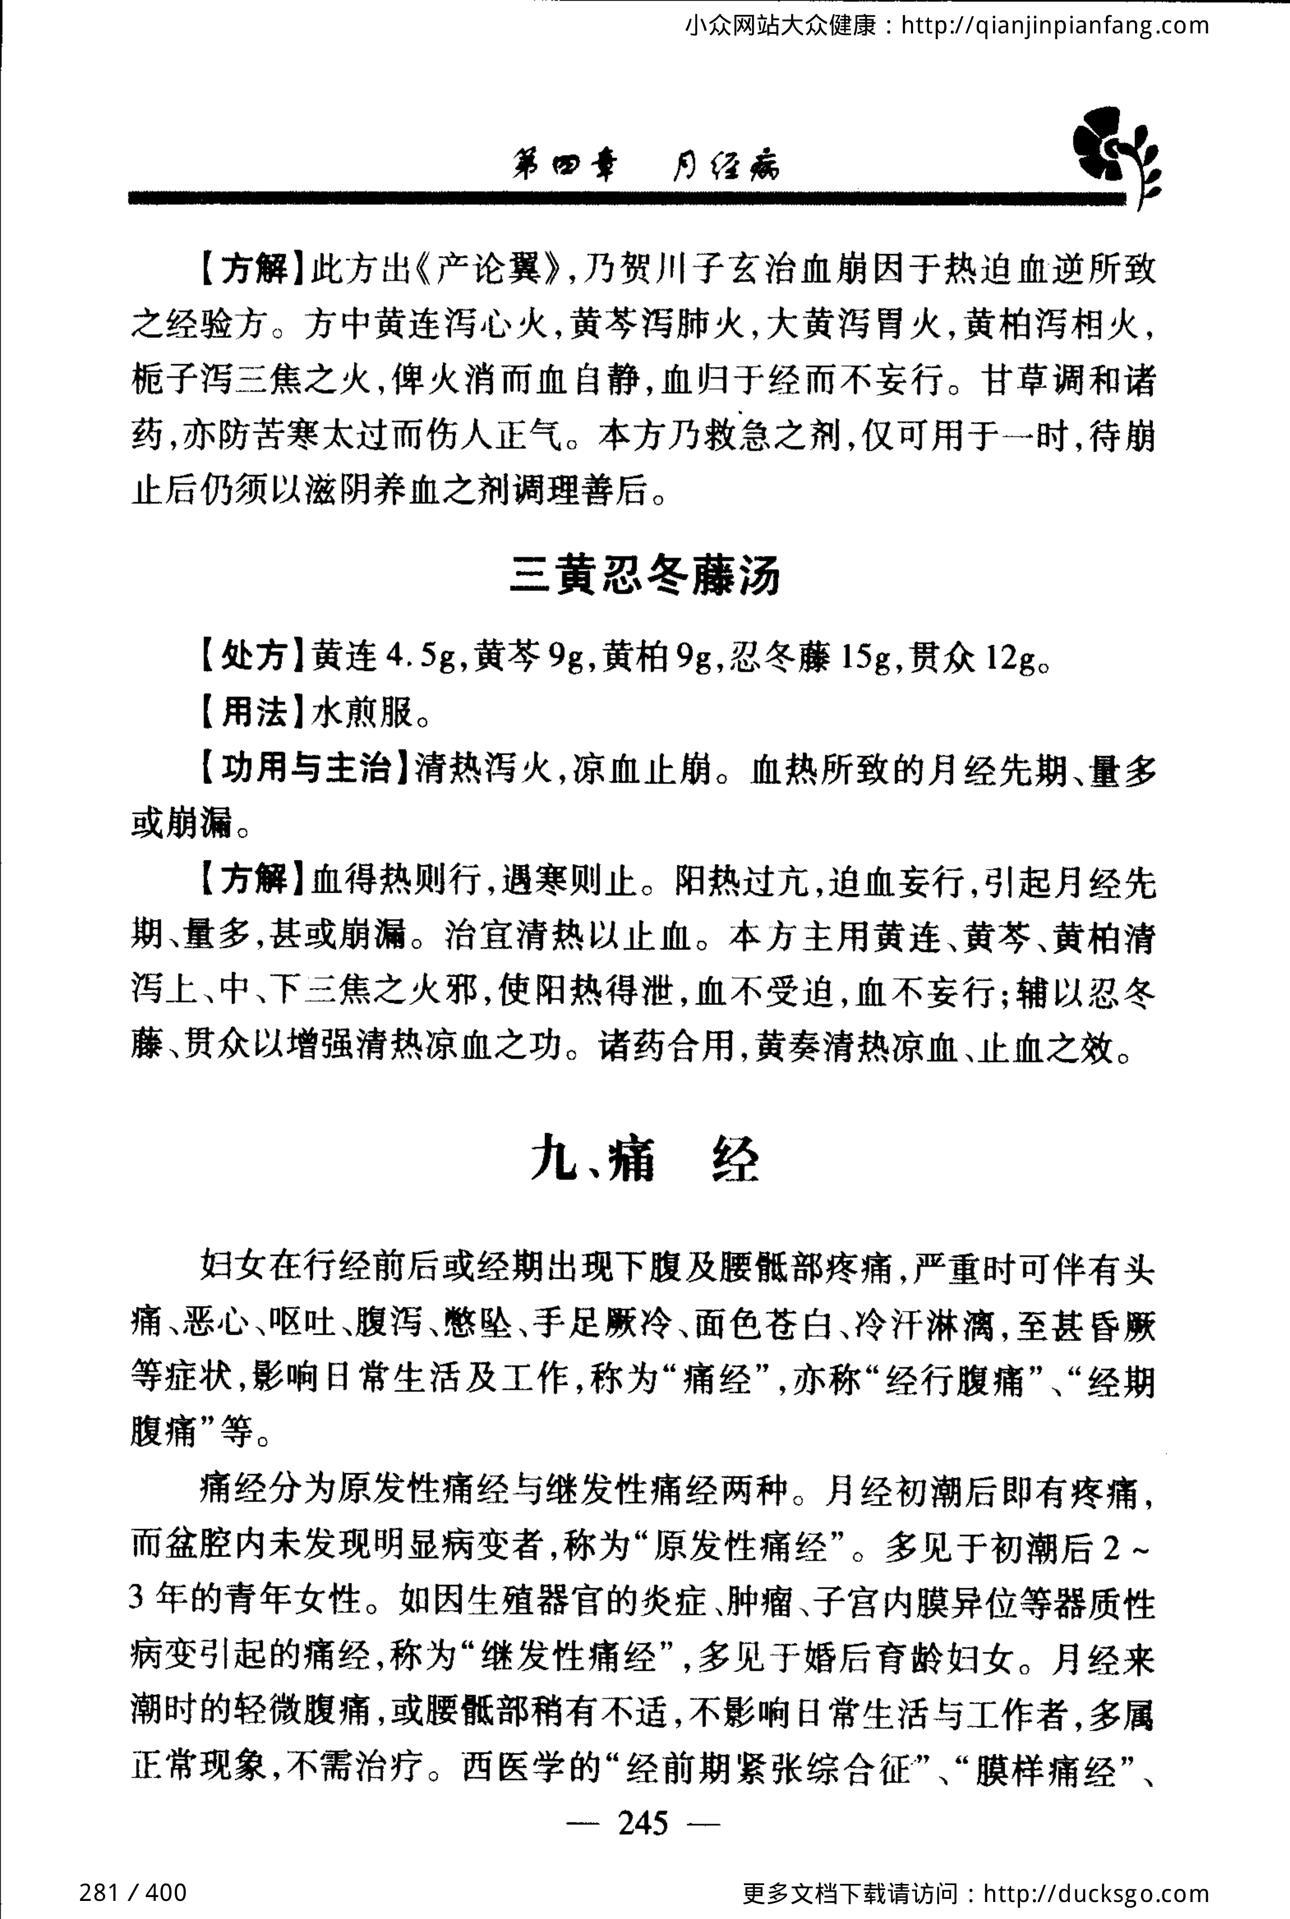 小众网站大众健康：http://qianjinpianfang.com
第四章 月经病
【方解】此方出《产论翼》,乃贺川子玄治血崩因于热迫血逆所致
之经验方。方中黄连泻心火,黄芩泻肺火,大黄泻胃火,黄柏泻相火,
栀子泻三焦之火,俾火消而血自静,血归于经而不妄行。甘草调和诸
药,亦防苦寒太过而伤人正气。本方乃救急之剂,仅可用于一时,待崩
止后仍须以滋阴养血之剂调理善后。
三黄忍冬藤汤
【处方】黄连 4.5g,黄芩 9g,黄柏 9g,忍冬藤 15g,贯众 12g。
【用法】水煎服。
【功用与主治】清热泻火,凉血止崩。血热所致的月经先期、量多
或崩漏。
【方解】血得热则行,遇寒则止。阳热过亢,迫血妄行,引起月经先
期、量多,甚或崩漏。治宜清热以止血。本方主用黄连、黄芩、黄柏清
泻上、中、下三焦之火邪,使阳热得泄,血不受迫,血不妄行;辅以忍冬
藤、贯众以增强清热凉血之功。诸药合用,黄奏清热凉血、止血之效。
九、痛 经
妇女在行经前后或经期出现下腹及腰骶部疼痛,严重时可伴有头
痛、恶心、呕吐、腹泻、憋坠、手足厥冷、面色苍白、冷汗淋漓,至甚昏厥
等症状,影响日常生活及工作,称为“痛经”,亦称“经行腹痛”、“经期
腹痛”等。
痛经分为原发性痛经与继发性痛经两种。月经初潮后即有疼痛,
而盆腔内未发现明显病变者,称为“原发性痛经”。多见于初潮后 2 ~
3 年的青年女性。如因生殖器官的炎症、肿瘤、子宫内膜异位等器质性
病变引起的痛经,称为“继发性痛经”,多见于婚后育龄妇女。月经来
潮时的轻微腹痛,或腰骶部稍有不适,不影响日常生活与工作者,多属
正常现象,不需治疗。西医学的“经前期紧张综合征”、“膜样痛经”、
— 245 —
281 / 400
更多文档下载请访问：http://ducksgo.com